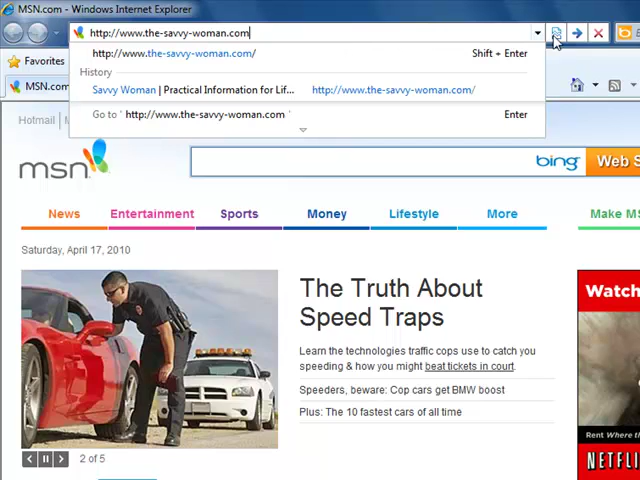 MSN.com - Windows Internet Explorer
http://www.the-savvy-woman.com
http://www.the-savvy-woman.com/ Shift + Enter
History
Savvy Woman | Practical Information for Lif... http://www.the-savvy-woman.com/
Go to ' http://www.the-savvy-woman.com ' Enter
Favorites
MSN.com
Hotmail
msn
bing Web S
News Entertainment Sports Money Lifestyle More Make MS
Saturday, April 17, 2010
The Truth About
Speed Traps
Learn the technologies traffic cops use to catch you
speeding & how you might beat tickets in court.
Speeders, beware: Cop cars get BMW boost
Plus: The 10 fastest cars of all time
2 of 5
Watch
Rent Where th
NETFLI